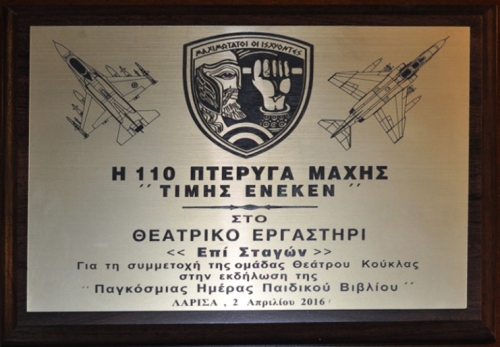 ΜΑΧΙΜΩΤΑΤΟΙ ΟΙ ΙΣΧΥΟΝΤΕΣ
Η 110 ΠΤΕΡΥΓΑ ΜΑΧΗΣ
΄΄ ΤΙΜΗΣ ΕΝΕΚΕΝ ΄΄
ΣΤΟ
ΘΕΑΤΡΙΚΟ ΕΡΓΑΣΤΗΡΙ
<< Επί Σταγών >>
Για τη συμμετοχή της ομάδας Θεάτρου Κούκλας
στην εκδήλωση της
΄΄ Παγκόσμιας Ημέρας Παιδικού Βιβλίου ΄΄
ΛΑΡΙΣΑ , 2 Απριλίου 2016